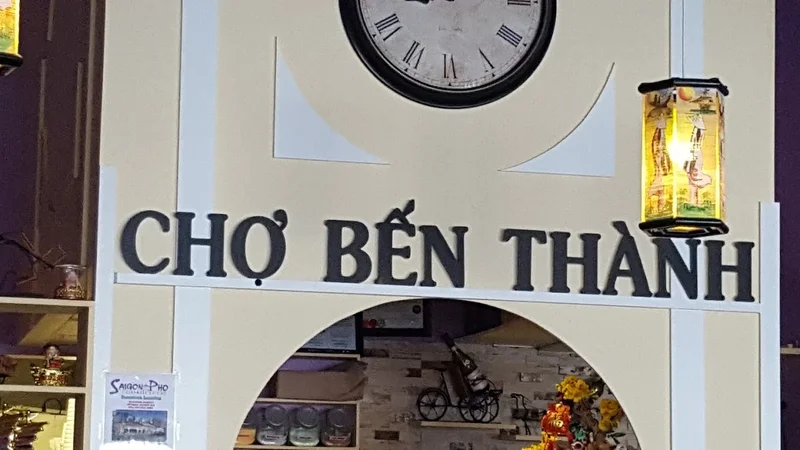 CHỢ BẾN THÀNH
SAIGON PHO